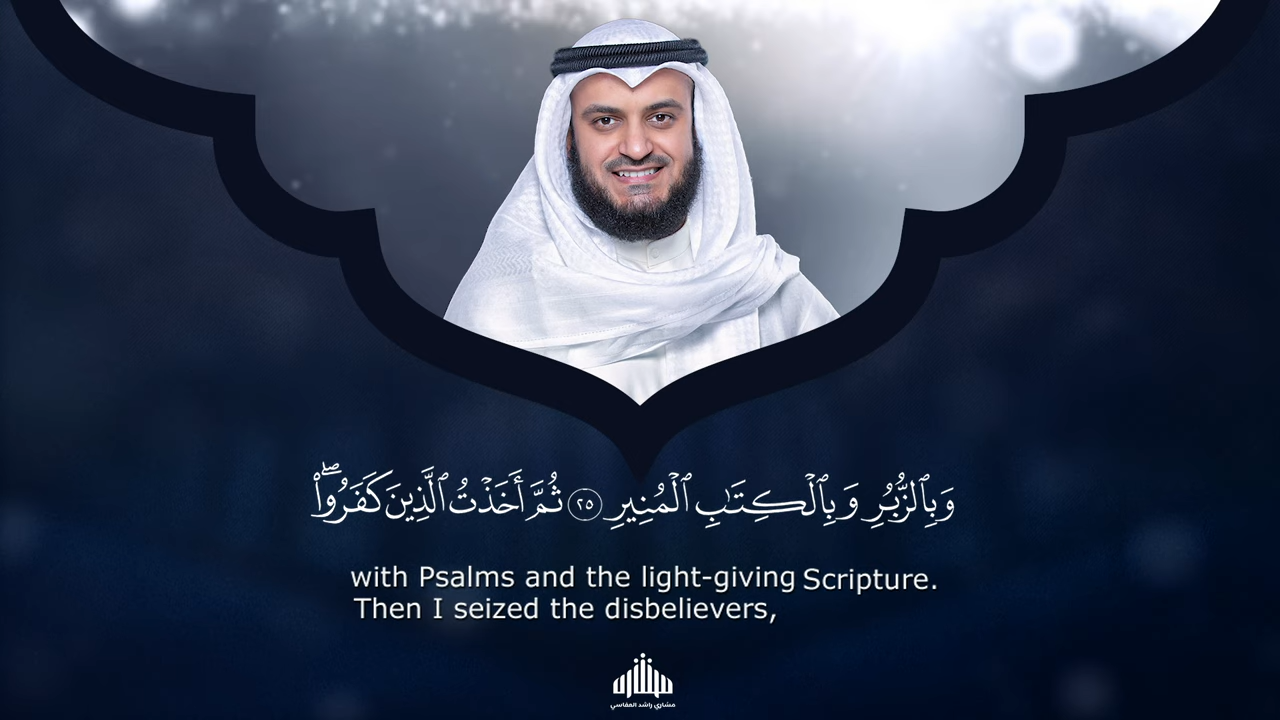 وَبِٱلزُّبُرِ وَبِٱلْكِتَٰبِ ٱلْمُنِيرِ ٢٥ ثُمَّ أَخَذْتُ ٱلَّذِينَ كَفَرُوا۟ۖ
with Psalms and the light-giving Scripture.
Then I seized the disbelievers,
مشاري راشد العفاسي